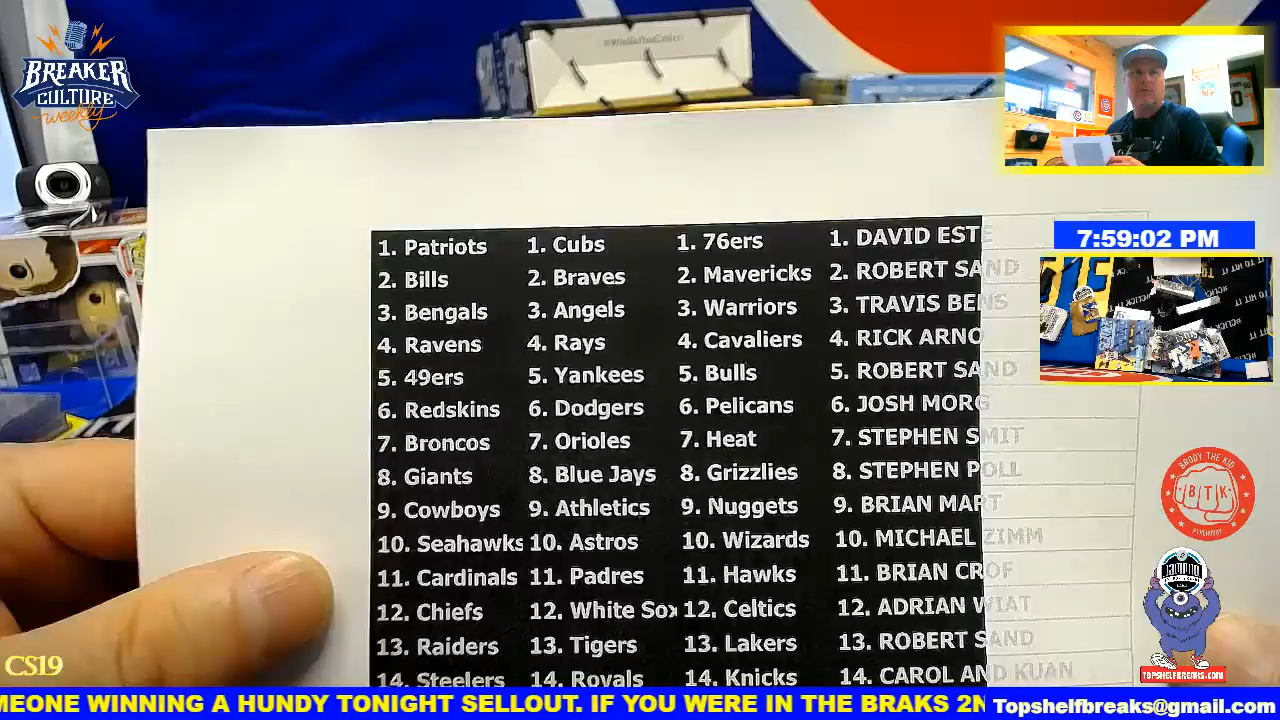 BREAKER
CULTURE
weekly
7:59:02 PM
1. Patriots 1. Cubs 1. 76ers 1. DAVID ESTE
2. Bills 2. Braves 2. Mavericks 2. ROBERT SAND
3. Bengals 3. Angels 3. Warriors 3. TRAVIS BENS
4. Ravens 4. Rays 4. Cavaliers 4. RICK ARNO
5. 49ers 5. Yankees 5. Bulls 5. ROBERT SAND
6. Redskins 6. Dodgers 6. Pelicans 6. JOSH MORG
7. Broncos 7. Orioles 7. Heat 7. STEPHEN SMIT
8. Giants 8. Blue Jays 8. Grizzlies 8. STEPHEN POLL
9. Cowboys 9. Athletics 9. Nuggets 9. BRIAN MART
10. Seahawks 10. Astros 10. Wizards 10. MICHAEL ZIMM
11. Cardinals 11. Padres 11. Hawks 11. BRIAN CROF
12. Chiefs 12. White Sox 12. Celtics 12. ADRIAN WIAT
13. Raiders 13. Tigers 13. Lakers 13. ROBERT SAND
14. Steelers 14. Royals 14. Knicks 14. CAROL AND KUAN
BRODY THE KID
BTK
TOPSHELFBREAKS.COM
CS19
MEONE WINNING A HUNDY TONIGHT SELLOUT. IF YOU WERE IN THE BRAKS 2N
Topshelfbreaks@gmail.com